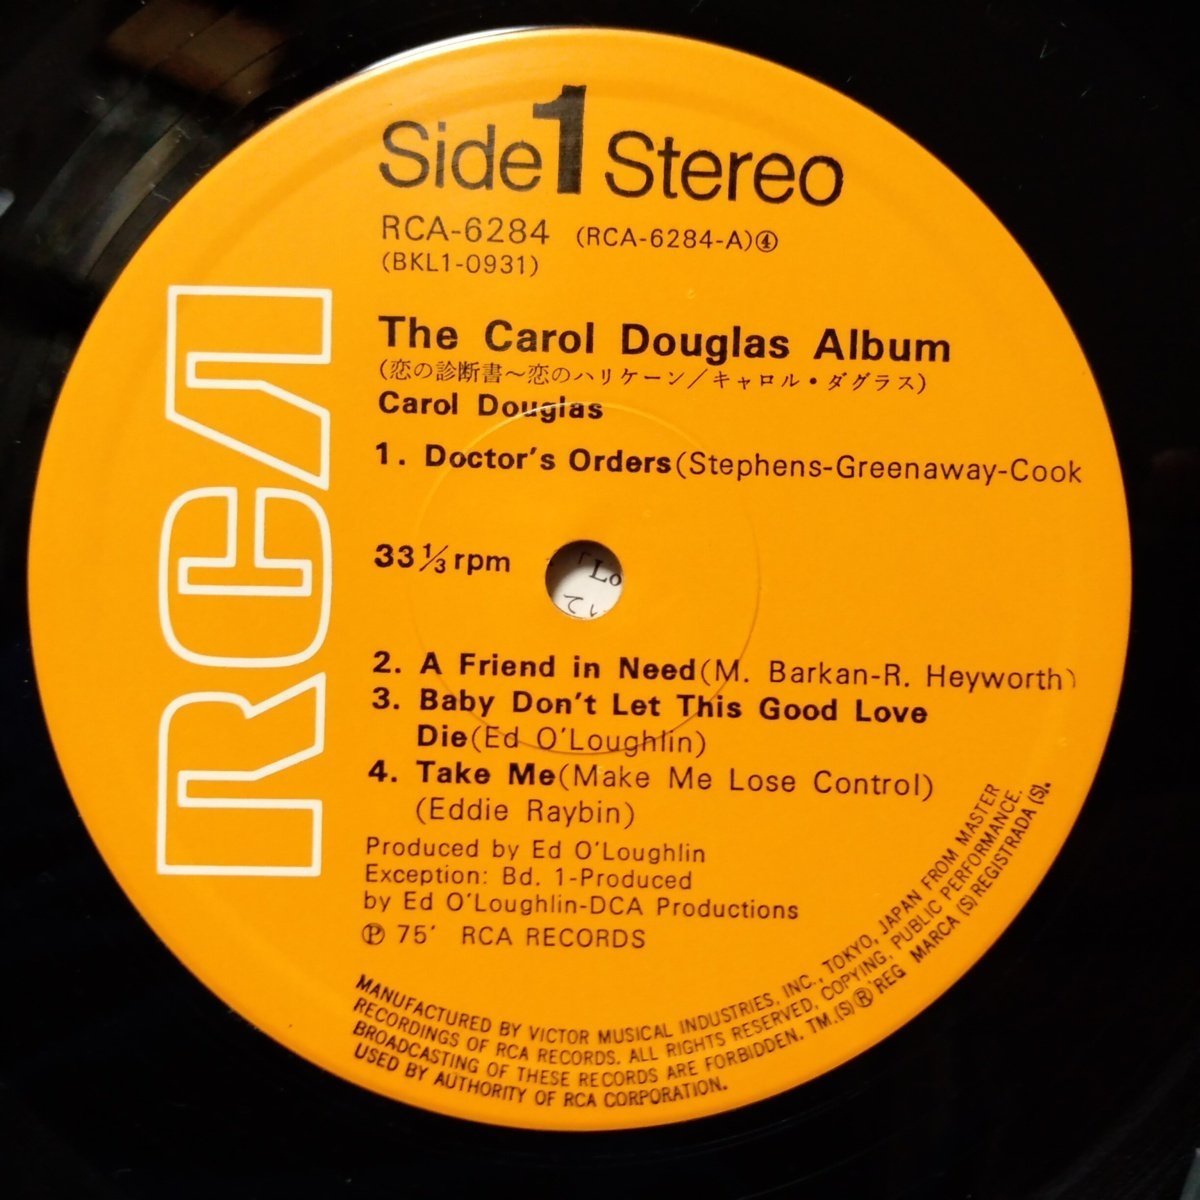 Side 1 Stereo
RCA-6284 (RCA-6284-A)④
(BKL1-0931)
The Carol Douglas Album
(恋の診断書〜恋のハリケーン/キャロル・ダグラス)
Carol Douglas
1. Doctor's Orders(Stephens-Greenaway-Cook
33 1/3 rpm
「Lo
2. A Friend in Need(M. Barkan-R. Heyworth)
3. Baby Don't Let This Good Love
Die(Ed O'Loughlin)
4. Take Me(Make Me Lose Control)
(Eddie Raybin)
Produced by Ed O'Loughlin
Exception: Bd. 1-Produced
by Ed O'Loughlin-DCA Productions
℗ 75' RCA RECORDS
MANUFACTURED BY VICTOR MUSICAL INDUSTRIES, INC., TOKYO, JAPAN FROM MASTER
RECORDINGS OF RCA RECORDS. ALL RIGHTS RESERVED, COPYING, PUBLIC PERFORMANCE,
BROADCASTING OF THESE RECORDS ARE FORBIDDEN. TM.(S)® REG MARCA (S) REGISTRADA (S).
USED BY AUTHORITY OF RCA CORPORATION.
RCA